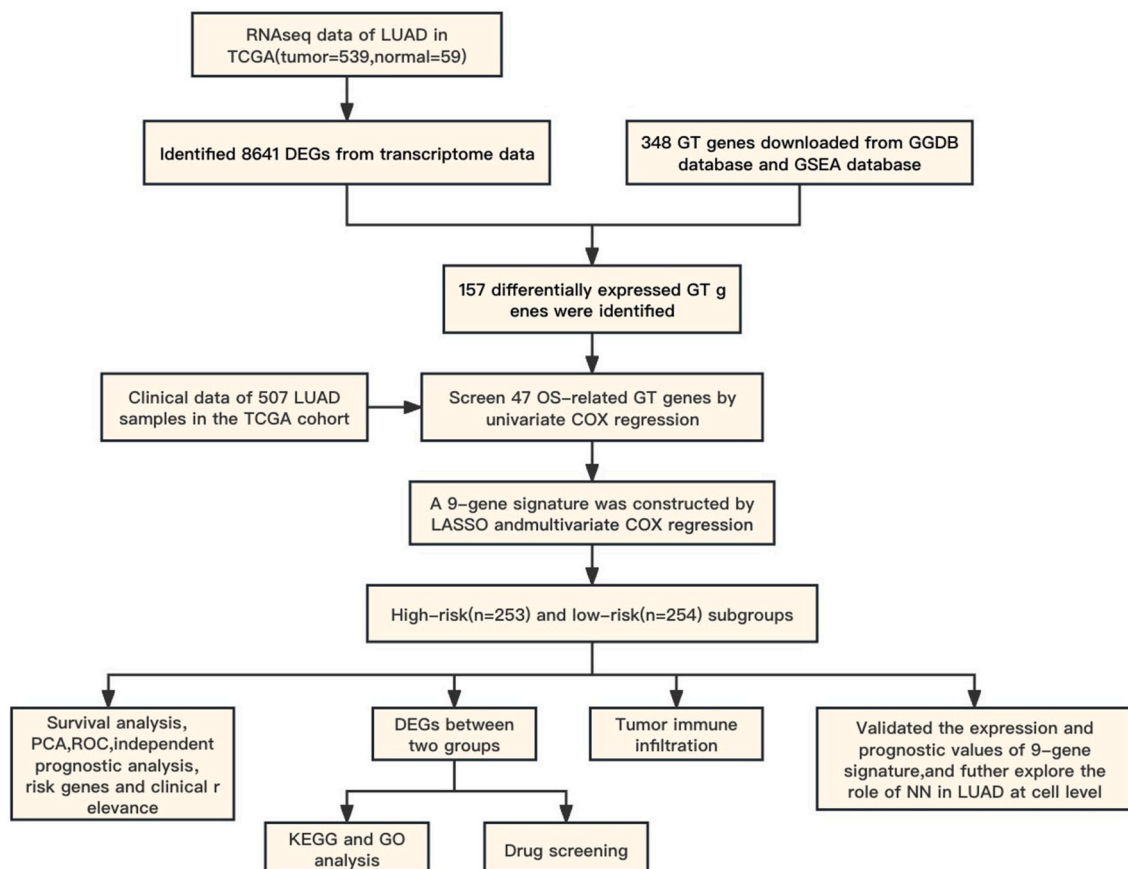 RNAseq data of LUAD in
TCGA(tumor=539,normal=59)
Identified 8641 DEGs from transcriptome data
348 GT genes downloaded from GGDB
database and GSEA database
157 differentially expressed GT g
enes were identified
Clinical data of 507 LUAD
samples in the TCGA cohort
Screen 47 OS-related GT genes by
univariate COX regression
A 9-gene signature was constructed by
LASSO andmultivariate COX regression
High-risk(n=253) and low-risk(n=254) subgroups
Survival analysis,
PCA,ROC,independent
prognostic analysis,
risk genes and clinical r
elevance
DEGs between
two groups
Tumor immune
infiltration
Validated the expression and
prognostic values of 9-gene
signature,and futher explore the
role of NN in LUAD at cell level
KEGG and GO
analysis
Drug screening